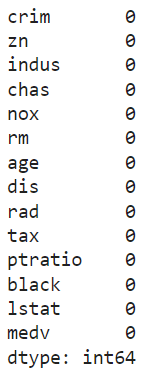 crim 0
zn 0
indus 0
chas 0
nox 0
rm 0
age 0
dis 0
rad 0
tax 0
ptratio 0
black 0
lstat 0
medv 0
dtype: int64